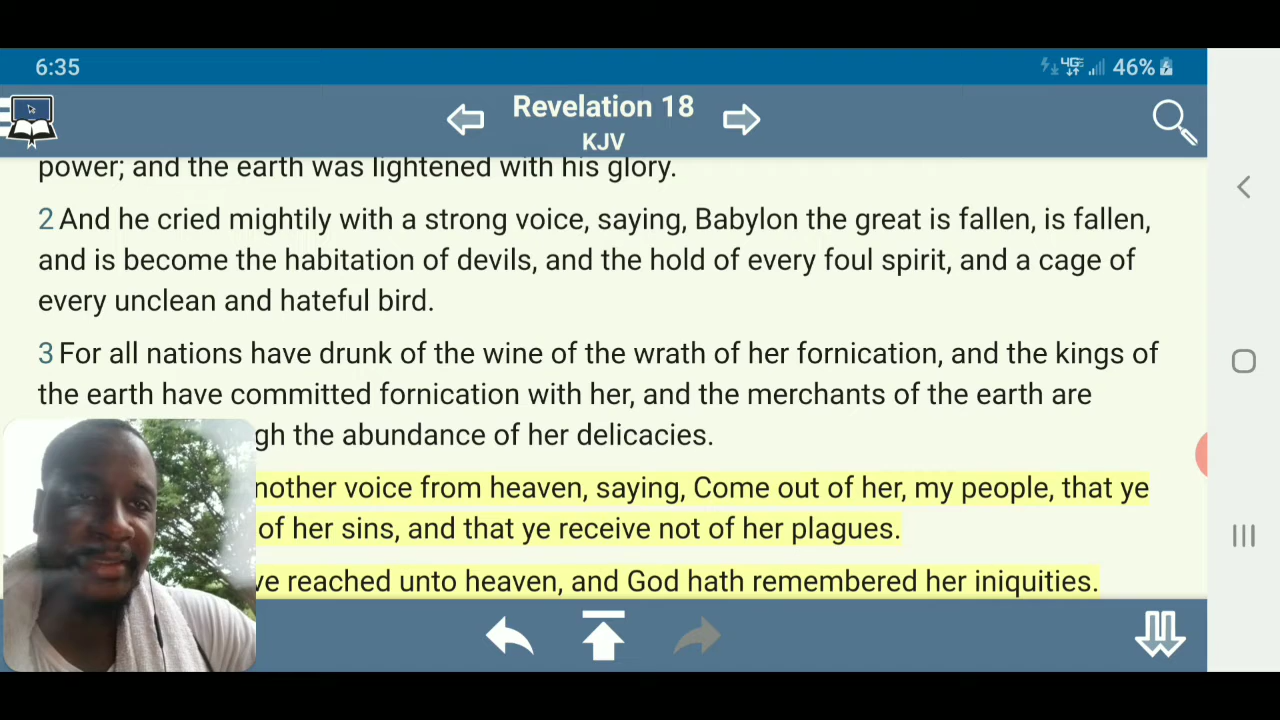 6:35
4G 46%
Revelation 18
KJV
power; and the earth was lightened with his glory.
2 And he cried mightily with a strong voice, saying, Babylon the great is fallen, is fallen,
and is become the habitation of devils, and the hold of every foul spirit, and a cage of
every unclean and hateful bird.
3 For all nations have drunk of the wine of the wrath of her fornication, and the kings of
the earth have committed fornication with her, and the merchants of the earth are
gh the abundance of her delicacies.
nother voice from heaven, saying, Come out of her, my people, that ye
of her sins, and that ye receive not of her plagues.
ve reached unto heaven, and God hath remembered her iniquities.